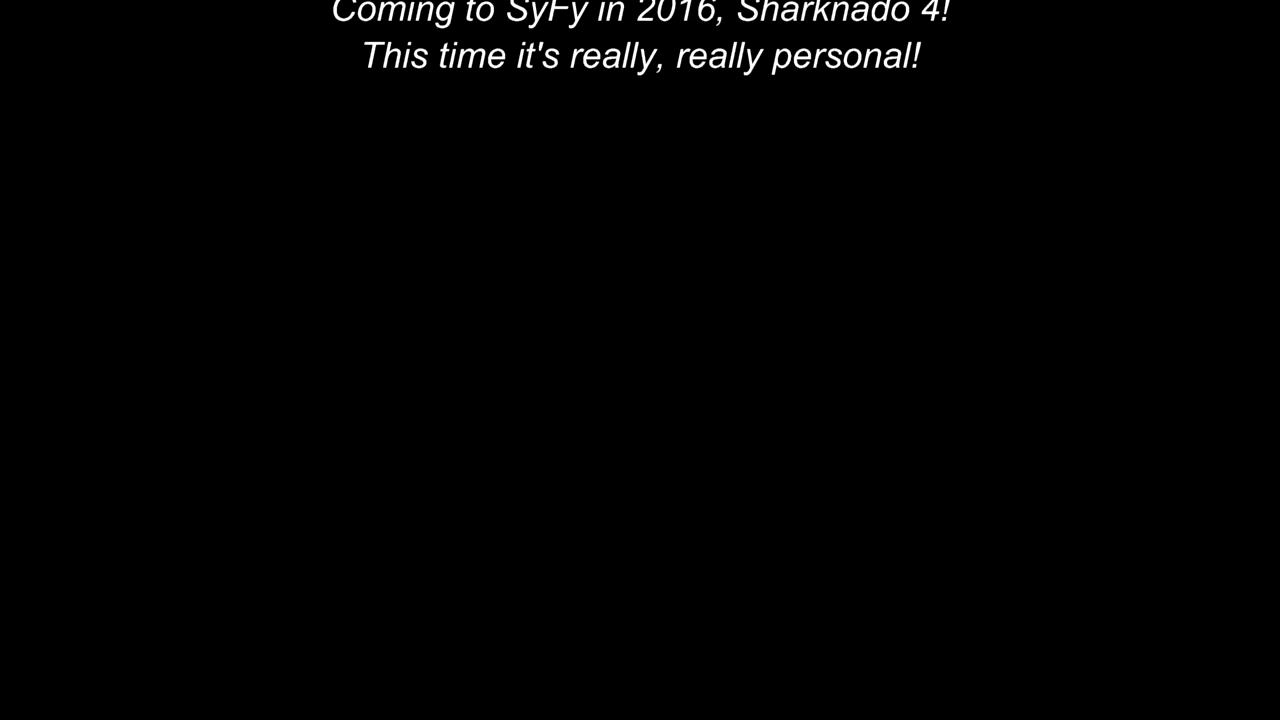 Coming to SyFy in 2016, Sharknado 4!
This time it's really, really personal!